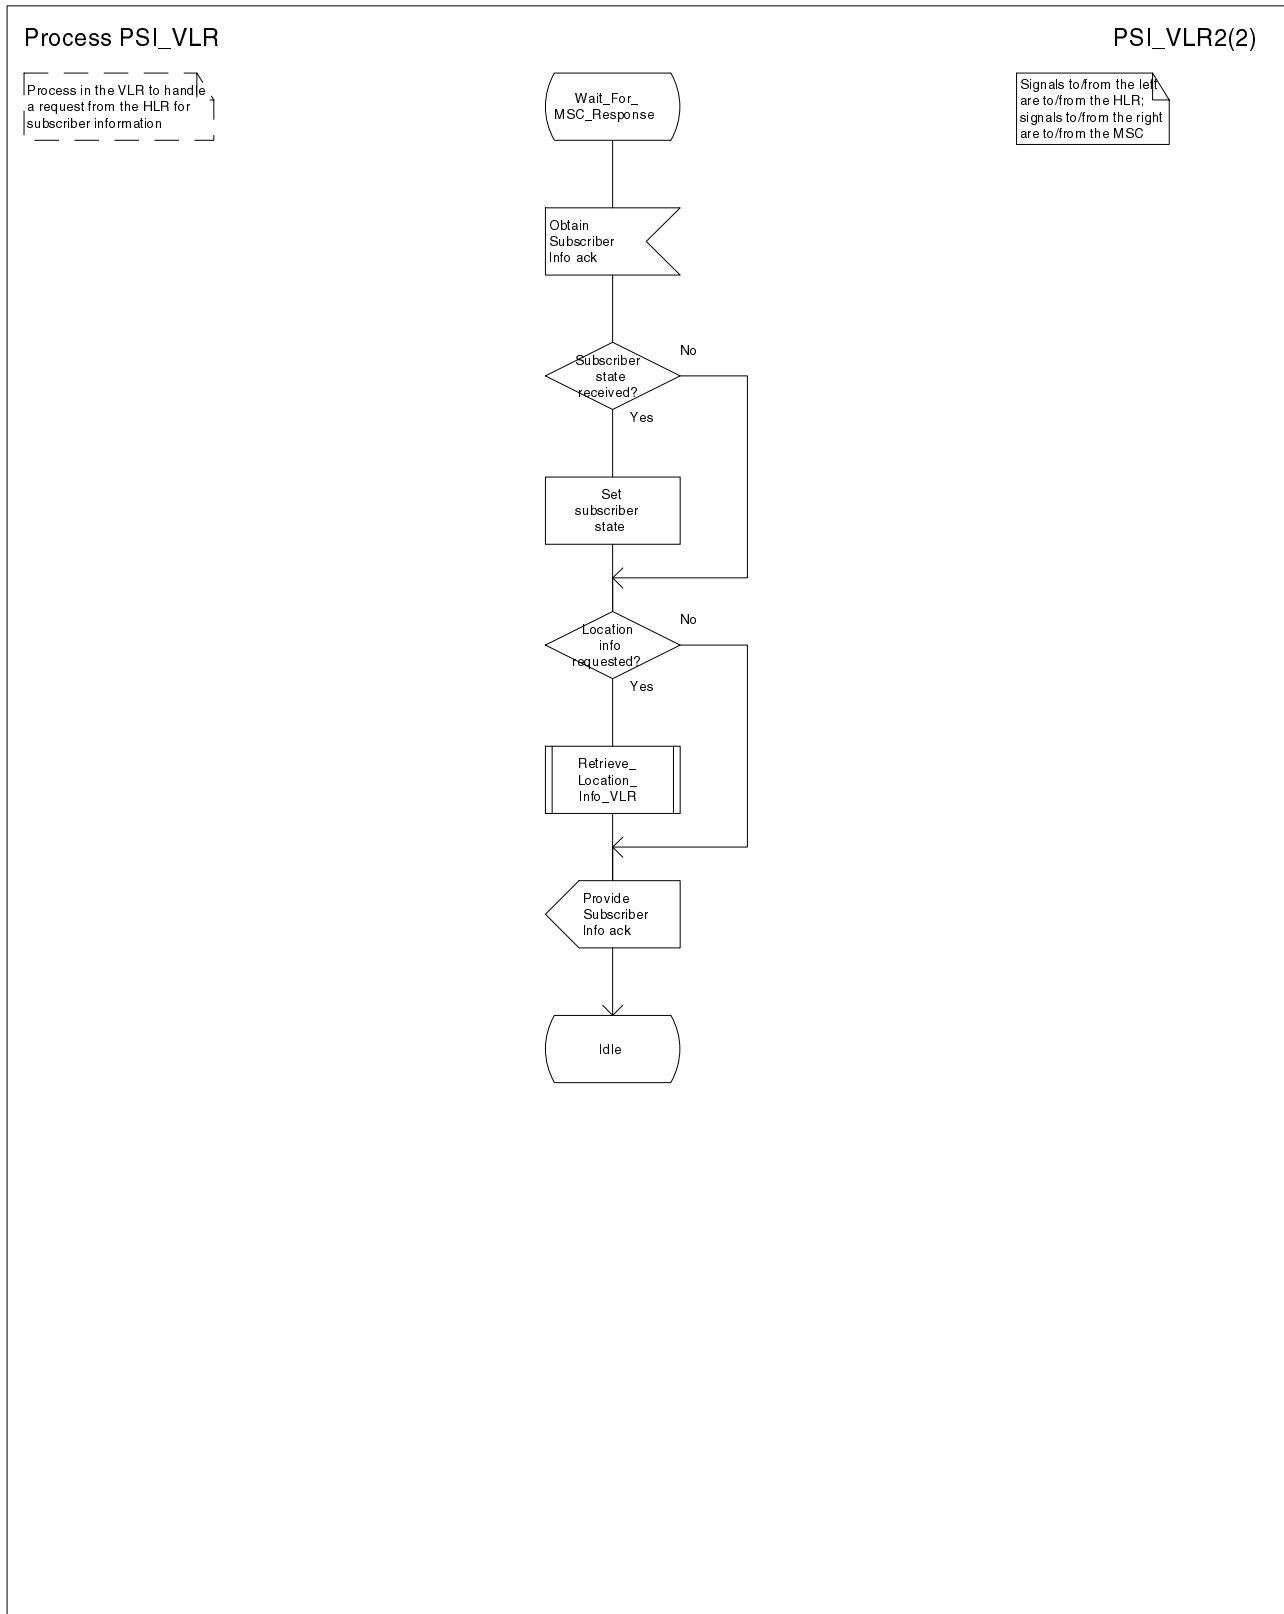 Process PSI_VLR
PSI_VLR2(2)
Process in the VLR to handle
a request from the HLR for
subscriber information
Signals to/from the left
are to/from the HLR;
signals to/from the right
are to/from the MSC
Wait_For_
MSC_Response
Obtain
Subscriber
Info ack
Subscriber
state
received?
No
Yes
Set
subscriber
state
Location
info
requested?
No
Yes
Retrieve_
Location_
Info_VLR
Provide
Subscriber
Info ack
Idle